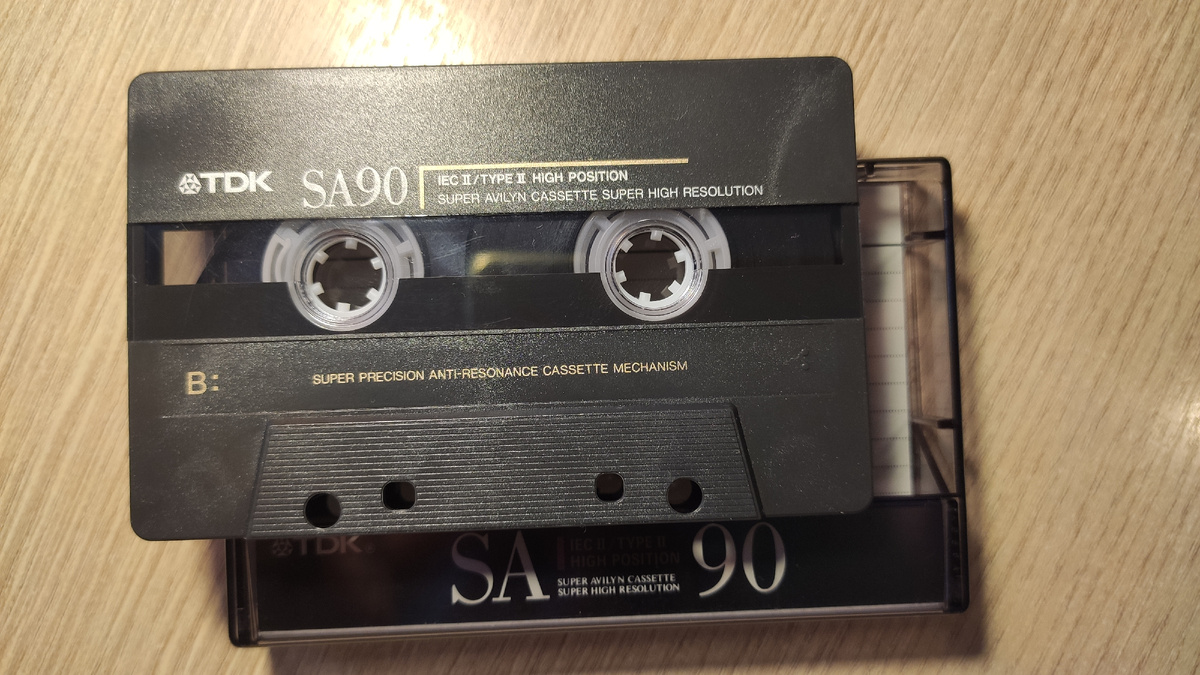 TDK SA90 IEC II/TYPE II HIGH POSITION
SUPER AVILYN CASSETTE SUPER HIGH RESOLUTION
B: SUPER PRECISION ANTI-RESONANCE CASSETTE MECHANISM
TDK SA IEC II/TYPE II 90
HIGH POSITION
SUPER AVILYN CASSETTE
SUPER HIGH RESOLUTION